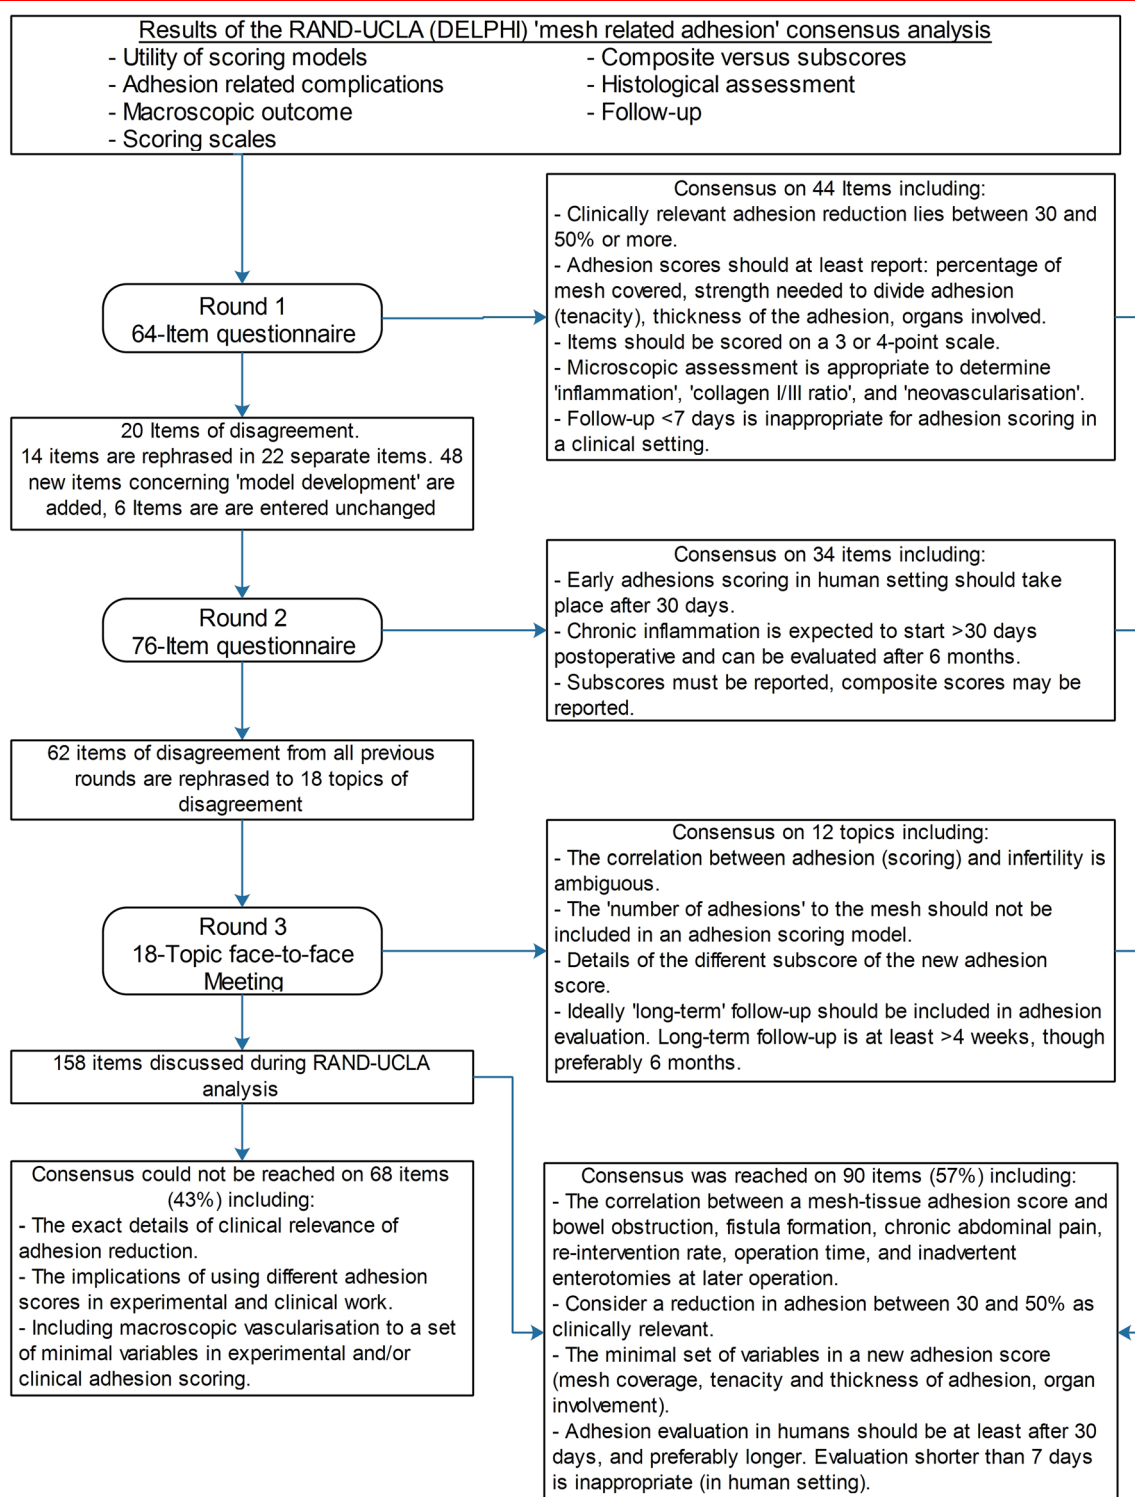 Results of the RAND-UCLA (DELPHI) 'mesh related adhesion' consensus analysis
- Utility of scoring models
- Adhesion related complications
- Macroscopic outcome
- Scoring scales
- Composite versus subscores
- Histological assessment
- Follow-up
Round 1
64-Item questionnaire
Consensus on 44 Items including:
- Clinically relevant adhesion reduction lies between 30 and
50% or more.
- Adhesion scores should at least report: percentage of
mesh covered, strength needed to divide adhesion
(tenacity), thickness of the adhesion, organs involved.
- Items should be scored on a 3 or 4-point scale.
- Microscopic assessment is appropriate to determine
'inflammation', 'collagen I/III ratio', and 'neovascularisation'.
- Follow-up <7 days is inappropriate for adhesion scoring in
a clinical setting.
20 Items of disagreement.
14 items are rephrased in 22 separate items. 48
new items concerning 'model development' are
added, 6 Items are are entered unchanged
Round 2
76-Item questionnaire
Consensus on 34 items including:
- Early adhesions scoring in human setting should take
place after 30 days.
- Chronic inflammation is expected to start >30 days
postoperative and can be evaluated after 6 months.
- Subscores must be reported, composite scores may be
reported.
62 items of disagreement from all previous
rounds are rephrased to 18 topics of
disagreement
Round 3
18-Topic face-to-face
Meeting
Consensus on 12 topics including:
- The correlation between adhesion (scoring) and infertility is
ambiguous.
- The 'number of adhesions' to the mesh should not be
included in an adhesion scoring model.
- Details of the different subscore of the new adhesion
score.
- Ideally 'long-term' follow-up should be included in adhesion
evaluation. Long-term follow-up is at least >4 weeks, though
preferably 6 months.
158 items discussed during RAND-UCLA
analysis
Consensus could not be reached on 68 items
(43%) including:
- The exact details of clinical relevance of
adhesion reduction.
- The implications of using different adhesion
scores in experimental and clinical work.
- Including macroscopic vascularisation to a set
of minimal variables in experimental and/or
clinical adhesion scoring.
Consensus was reached on 90 items (57%) including:
- The correlation between a mesh-tissue adhesion score and
bowel obstruction, fistula formation, chronic abdominal pain,
re-intervention rate, operation time, and inadvertent
enterotomies at later operation.
- Consider a reduction in adhesion between 30 and 50% as
clinically relevant.
- The minimal set of variables in a new adhesion score
(mesh coverage, tenacity and thickness of adhesion, organ
involvement).
- Adhesion evaluation in humans should be at least after 30
days, and preferably longer. Evaluation shorter than 7 days
is inappropriate (in human setting).